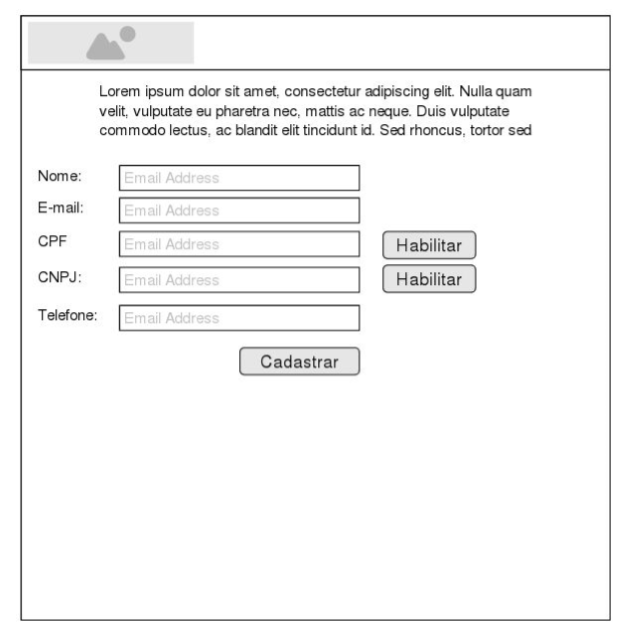 Lorem ipsum dolor sit amet, consectetur adipiscing elit. Nulla quam
velit, vulputate eu pharetra nec, mattis ac neque. Duis vulputate
commodo lectus, ac blandit elit tincidunt id. Sed rhoncus, tortor sed
Nome: Email Address
E-mail: Email Address
CPF Email Address Habilitar
CNPJ: Email Address Habilitar
Telefone: Email Address
Cadastrar